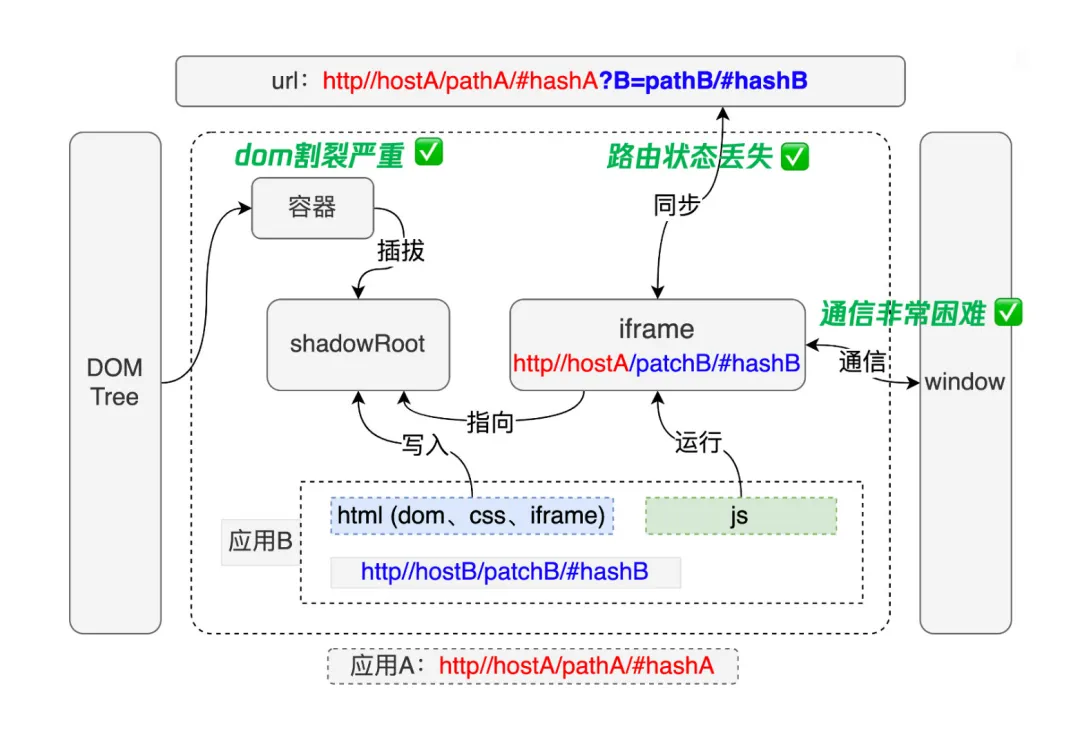 url：http//hostA/pathA/#hashA?B=pathB/#hashB
dom割裂严重 ✅
路由状态丢失 ✅
容器
同步
插拔
shadowRoot
iframe
http//hostA/patchB/#hashB
通信非常困难 ✅
通信
DOM
Tree
window
指向
写入
运行
html (dom、css、iframe)
js
应用B
http//hostB/patchB/#hashB
应用A：http//hostA/pathA/#hashA